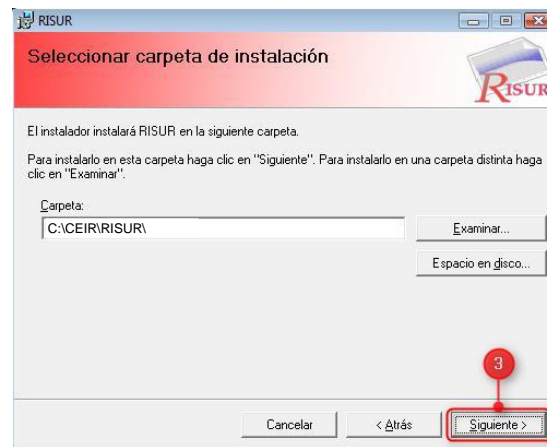 RISUR
Seleccionar carpeta de instalación
RISUR
El instalador instalará RISUR en la siguiente carpeta.
Para instalarlo en esta carpeta haga clic en "Siguiente". Para instalarlo en una carpeta distinta haga
clic en "Examinar".
Carpeta:
C:\CEIR\RISUR\
Examinar...
Espacio en disco...
3
Cancelar
< Atrás
Siguiente >